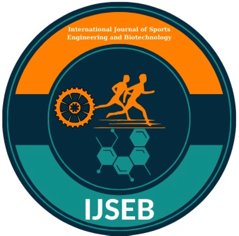 International Journal of Sports
Engineering and Biotechnology
IJSEB